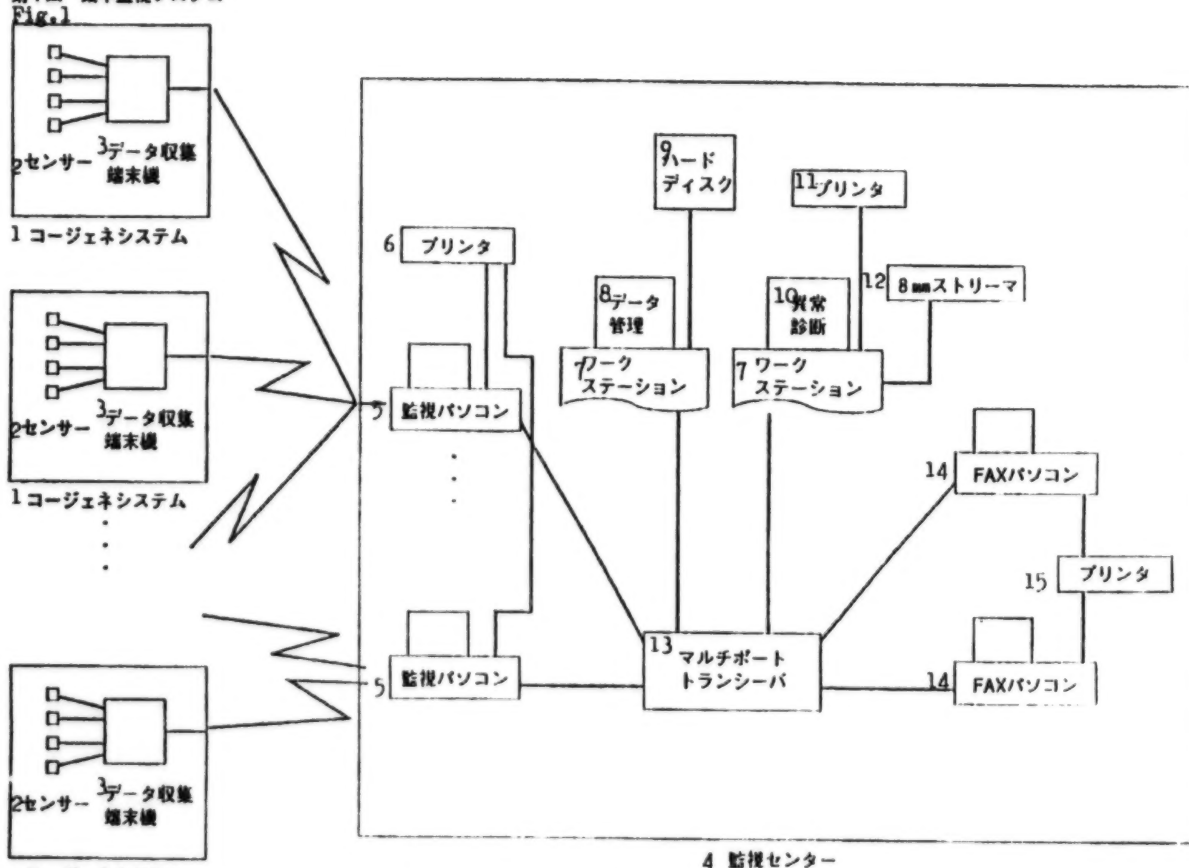 Fig.1
2センサー
3データ収集
端末機
1 コージェネシステム
2センサー
3データ収集
端末機
1 コージェネシステム
2センサー
3データ収集
端末機
6 プリンタ
5 監視パソコン
5 監視パソコン
9ハード
ディスク
8データ
管理
7ワーク
ステーション
11プリンタ
10異常
診断
7 ワーク
ステーション
12 8mmストリーマ
13 マルチポート
トランシーバ
14 FAXパソコン
15 プリンタ
14 FAXパソコン
4 監視センター